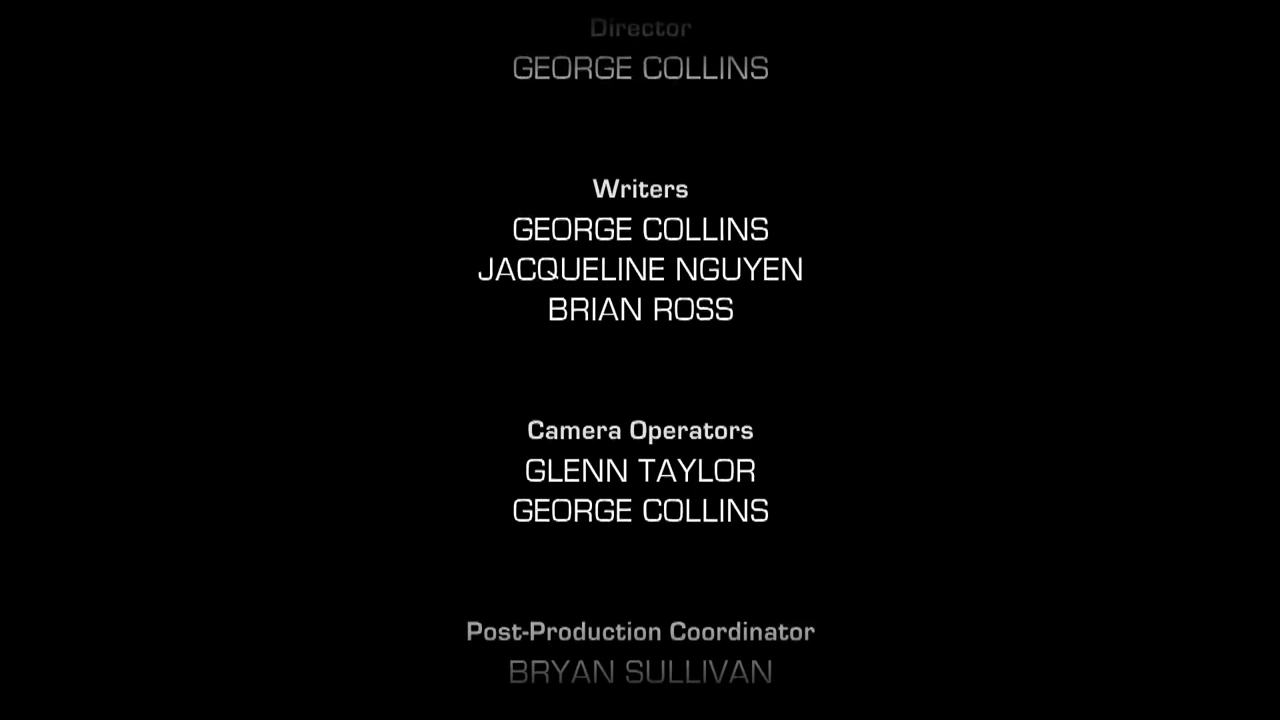 Director
GEORGE COLLINS
Writers
GEORGE COLLINS
JACQUELINE NGUYEN
BRIAN ROSS
Camera Operators
GLENN TAYLOR
GEORGE COLLINS
Post-Production Coordinator
BRYAN SULLIVAN